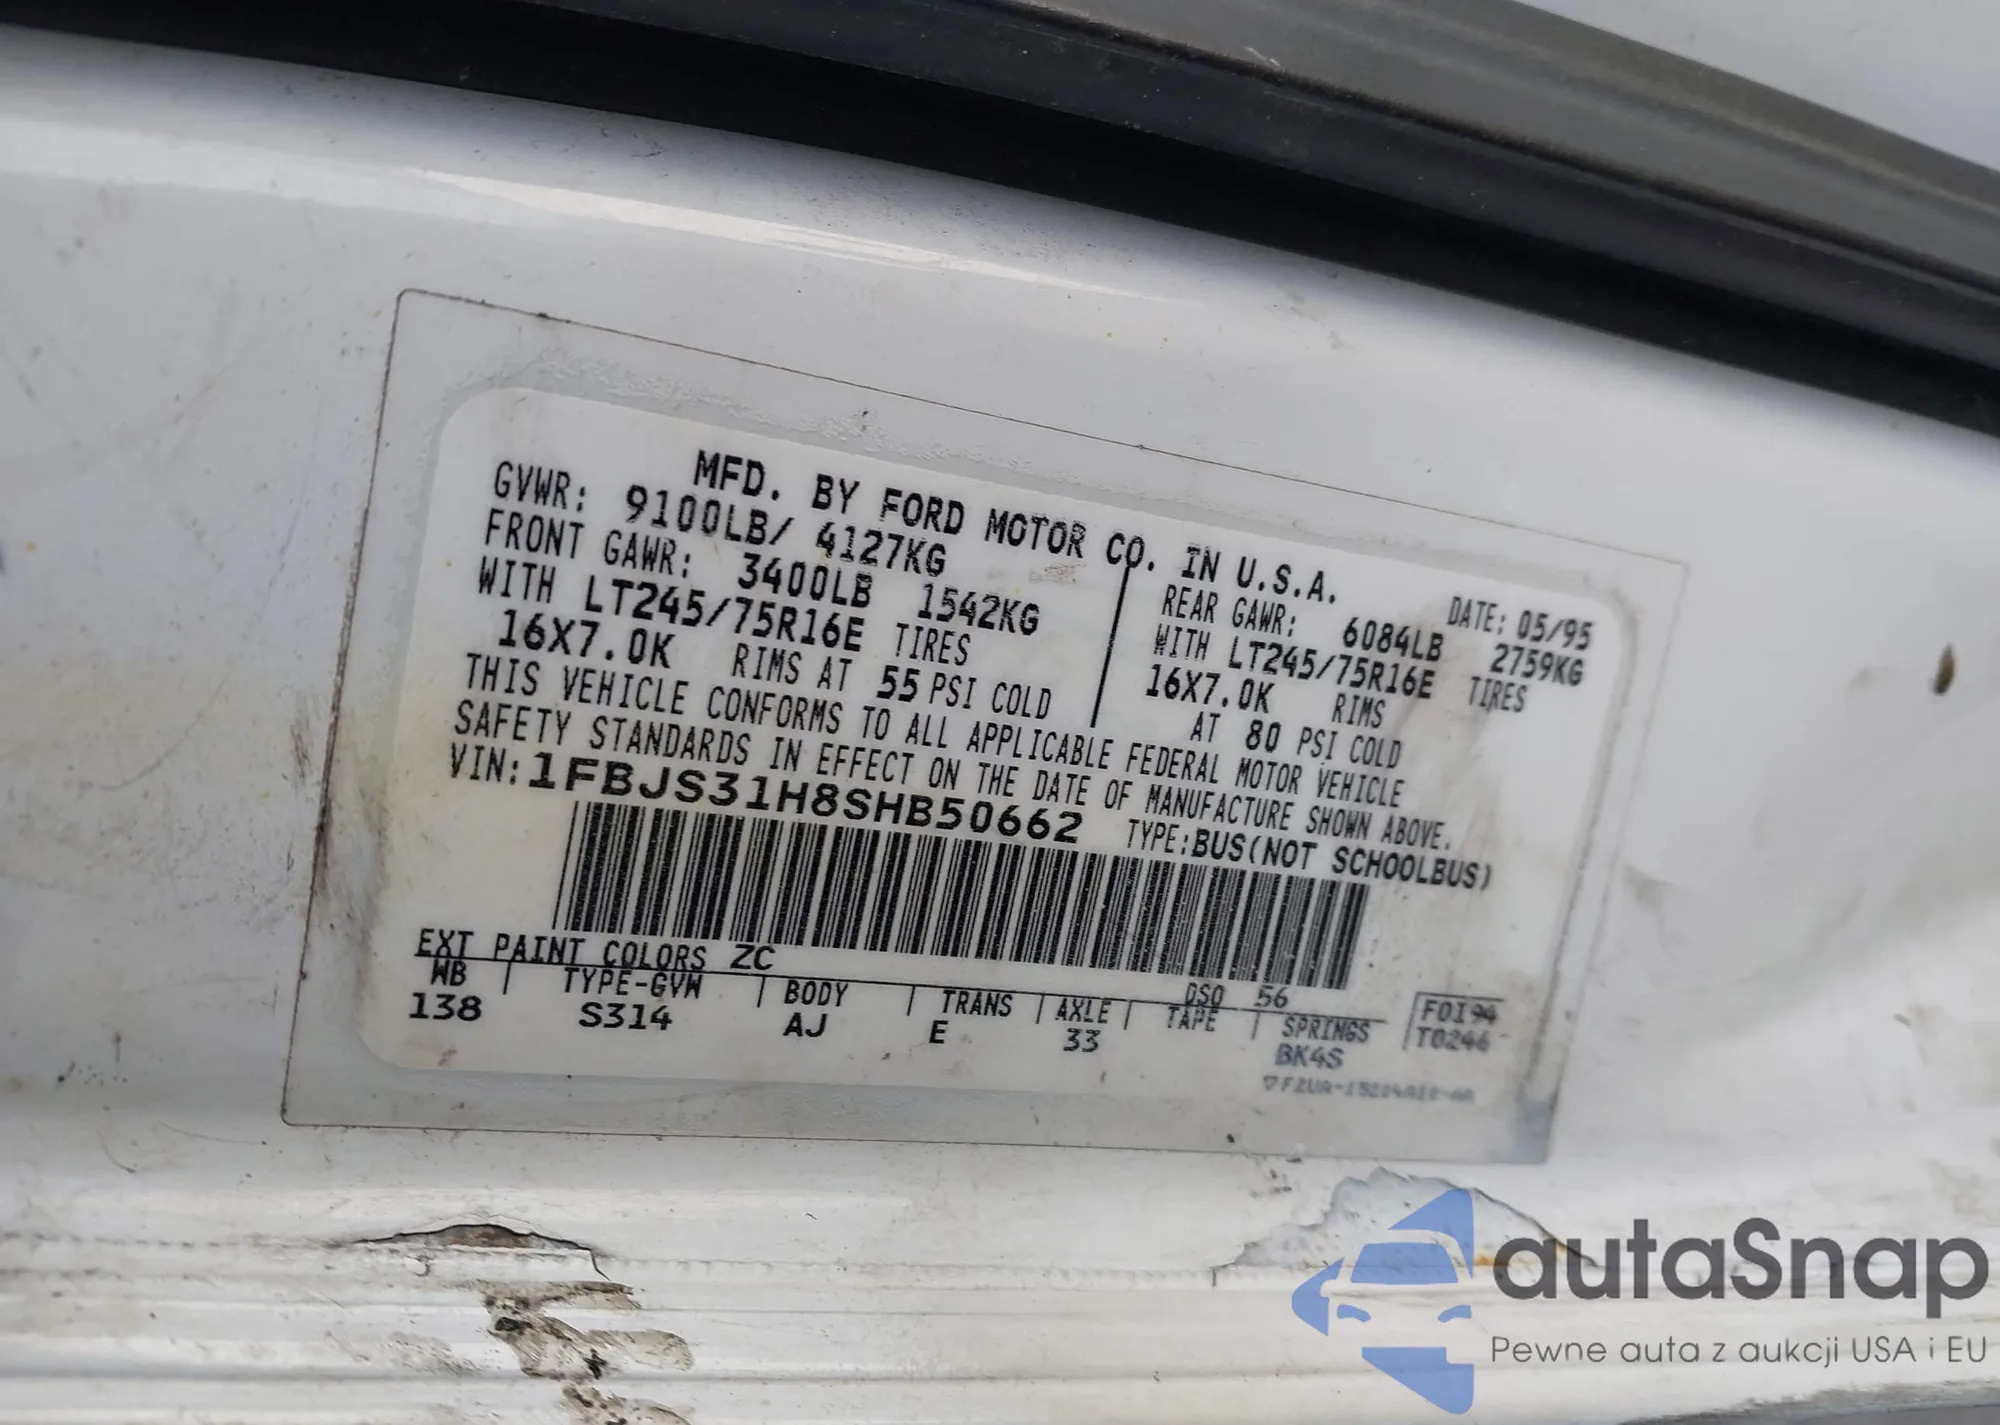 MFD. BY FORD MOTOR CO. IN U.S.A.
GVWR: 9100LB/ 4127KG
DATE: 05/95
FRONT GAWR: 3400LB 1542KG
WITH LT245/75R16E TIRES
16X7.0K RIMS AT 55 PSI COLD
REAR GAWR: 6084LB 2759KG
WITH LT245/75R16E TIRES
16X7.0K RIMS
AT 80 PSI COLD
THIS VEHICLE CONFORMS TO ALL APPLICABLE FEDERAL MOTOR VEHICLE
SAFETY STANDARDS IN EFFECT ON THE DATE OF MANUFACTURE SHOWN ABOVE.
VIN: 1FBJS31H8SHB50662
TYPE: BUS(NOT SCHOOLBUS)
EXT PAINT COLORS ZC
DSO 56
WB TYPE-GVW BODY TRANS AXLE TAPE SPRINGS
138 S314 AJ E 33 BK4S
F0194
T0246
autaSnap
Pewne auta z aukcji USA i EU